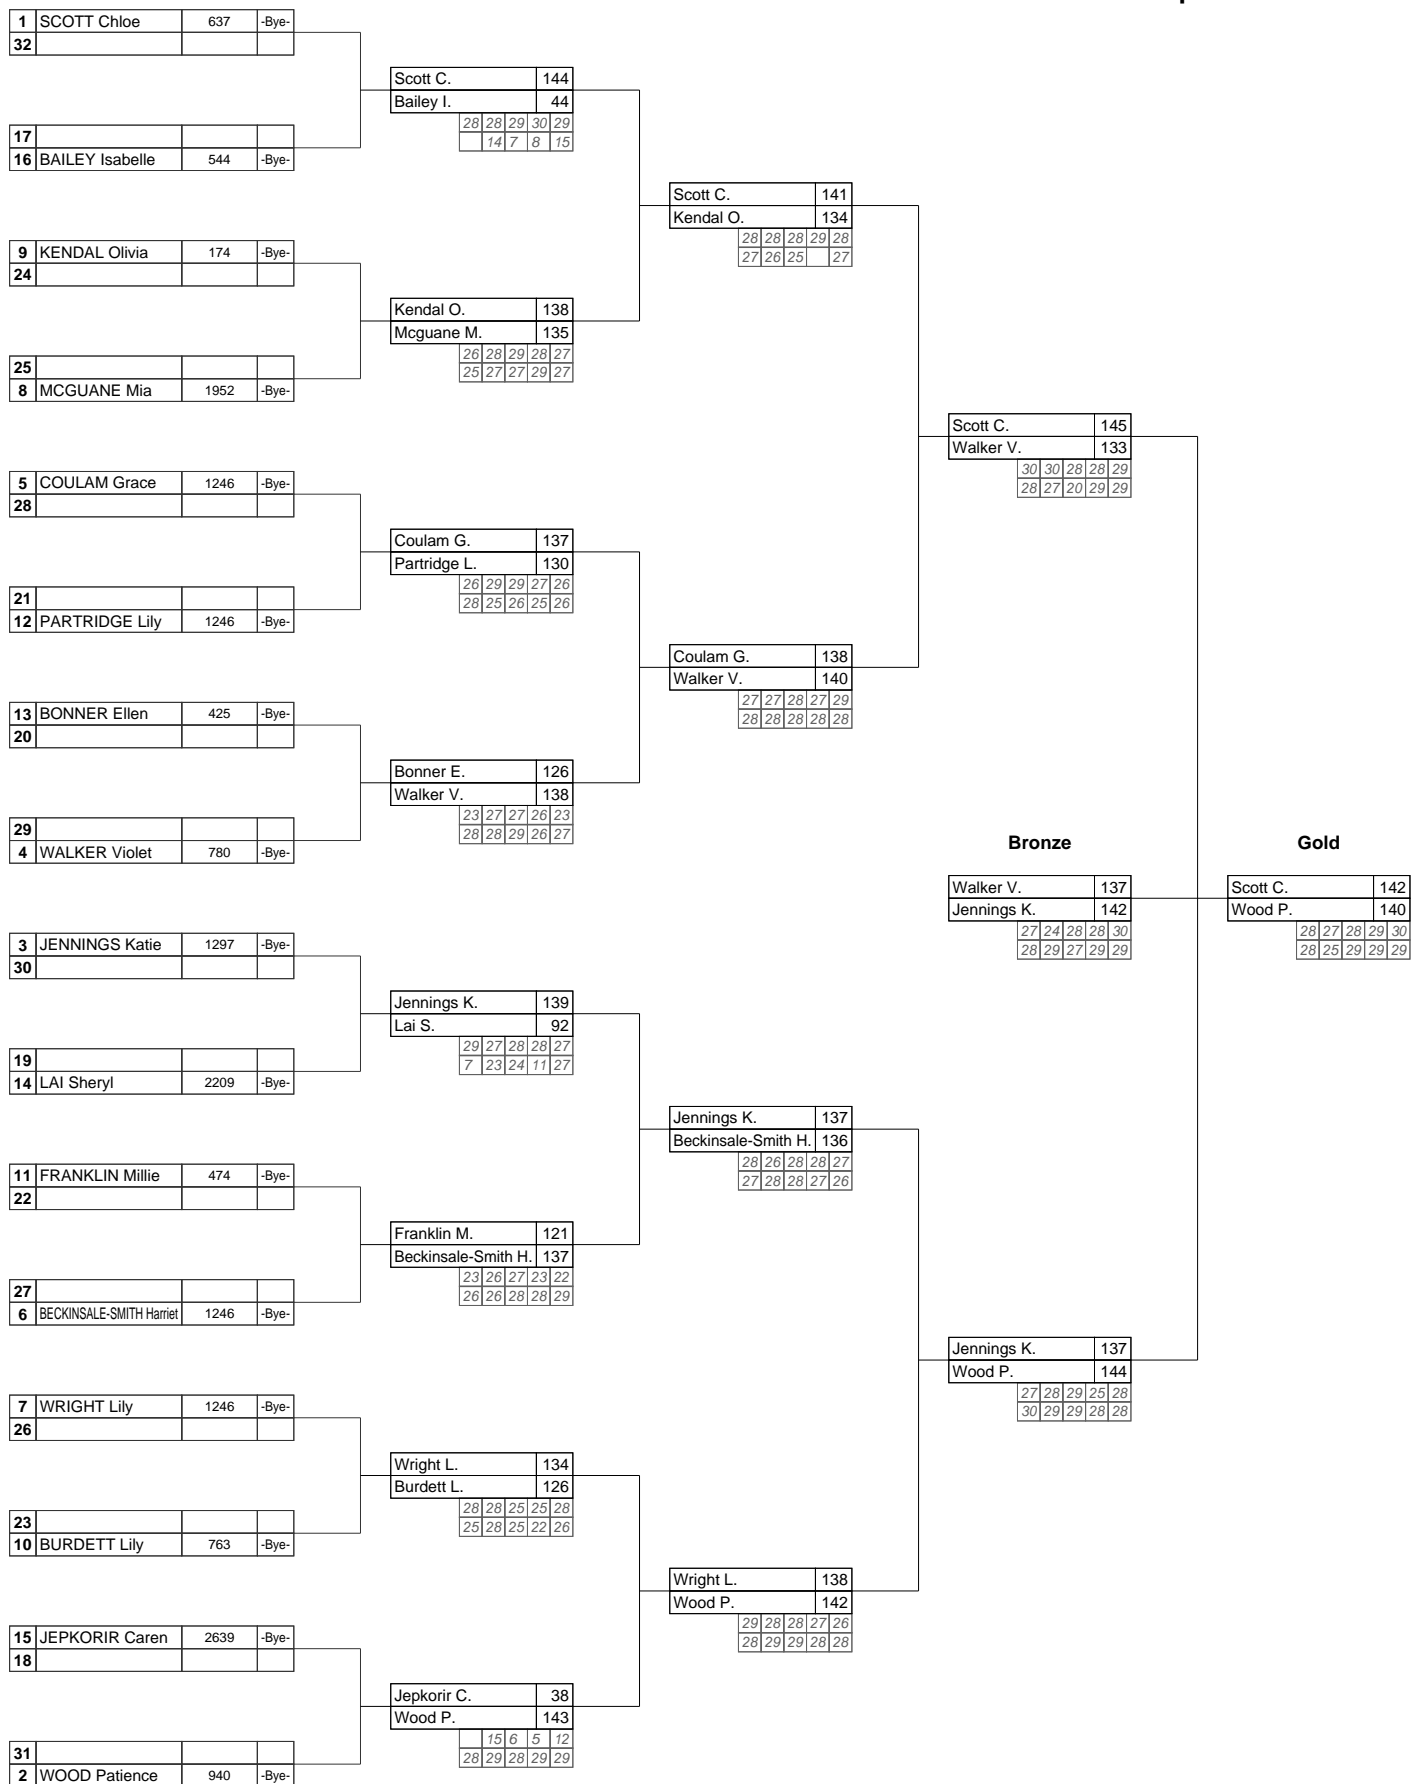 1 SCOTT Chloe 637 -Bye-
32
Scott C. 144
Bailey I. 44
28 28 29 30 29
14 7 8 15
17
16 BAILEY Isabelle 544 -Bye-
Scott C. 141
Kendal O. 134
28 28 28 29 28
27 26 25 27
9 KENDAL Olivia 174 -Bye-
24
Kendal O. 138
Mcguane M. 135
26 28 29 28 27
25 27 27 29 27
25
8 MCGUANE Mia 1952 -Bye-
Scott C. 145
Walker V. 133
30 30 28 28 29
28 27 20 29 29
5 COULAM Grace 1246 -Bye-
28
Coulam G. 137
Partridge L. 130
26 29 29 27 26
28 25 26 25 26
21
12 PARTRIDGE Lily 1246 -Bye-
Coulam G. 138
Walker V. 140
27 27 28 27 29
28 28 28 28 28
13 BONNER Ellen 425 -Bye-
20
Bonner E. 126
Walker V. 138
23 27 27 26 23
28 28 29 26 27
29
4 WALKER Violet 780 -Bye-
Bronze Gold
Walker V. 137
Jennings K. 142
27 24 28 28 30
28 29 27 29 29
Scott C. 142
Wood P. 140
28 27 28 29 30
28 25 29 29 29
3 JENNINGS Katie 1297 -Bye-
30
Jennings K. 139
Lai S. 92
29 27 28 28 27
7 23 24 11 27
19
14 LAI Sheryl 2209 -Bye-
Jennings K. 137
Beckinsale-Smith H. 136
28 26 28 28 27
27 28 28 27 26
11 FRANKLIN Millie 474 -Bye-
22
Franklin M. 121
Beckinsale-Smith H. 137
23 26 27 23 22
26 26 28 28 29
27
6 BECKINSALE-SMITH Harriet 1246 -Bye-
Jennings K. 137
Wood P. 144
27 28 29 25 28
30 29 29 28 28
7 WRIGHT Lily 1246 -Bye-
26
Wright L. 134
Burdett L. 126
28 28 25 25 28
25 28 25 22 26
23
10 BURDETT Lily 763 -Bye-
Wright L. 138
Wood P. 142
29 28 28 27 26
28 29 29 28 28
15 JEPKORIR Caren 2639 -Bye-
18
Jepkorir C. 38
Wood P. 143
15 6 5 12
28 29 28 29 29
31
2 WOOD Patience 940 -Bye-